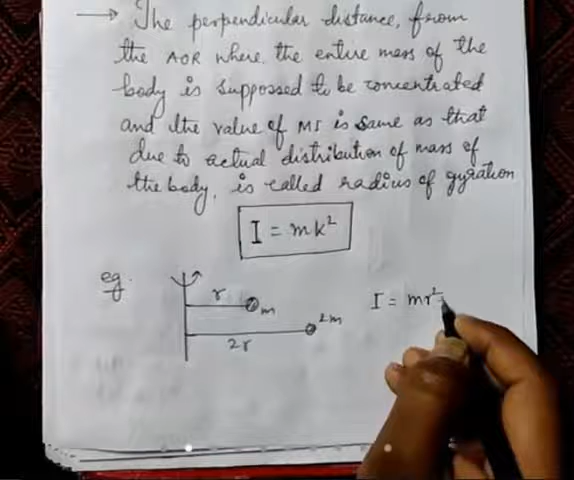 → The perpendicular distance, from
the AOR where the entire mass of the
body is supposed to be concentrated
and the value of MI is same as that
due to actual distribution of mass of
the body, is called radius of gyration
I = mk²
eg.
r m
2r 2m
I = mr²